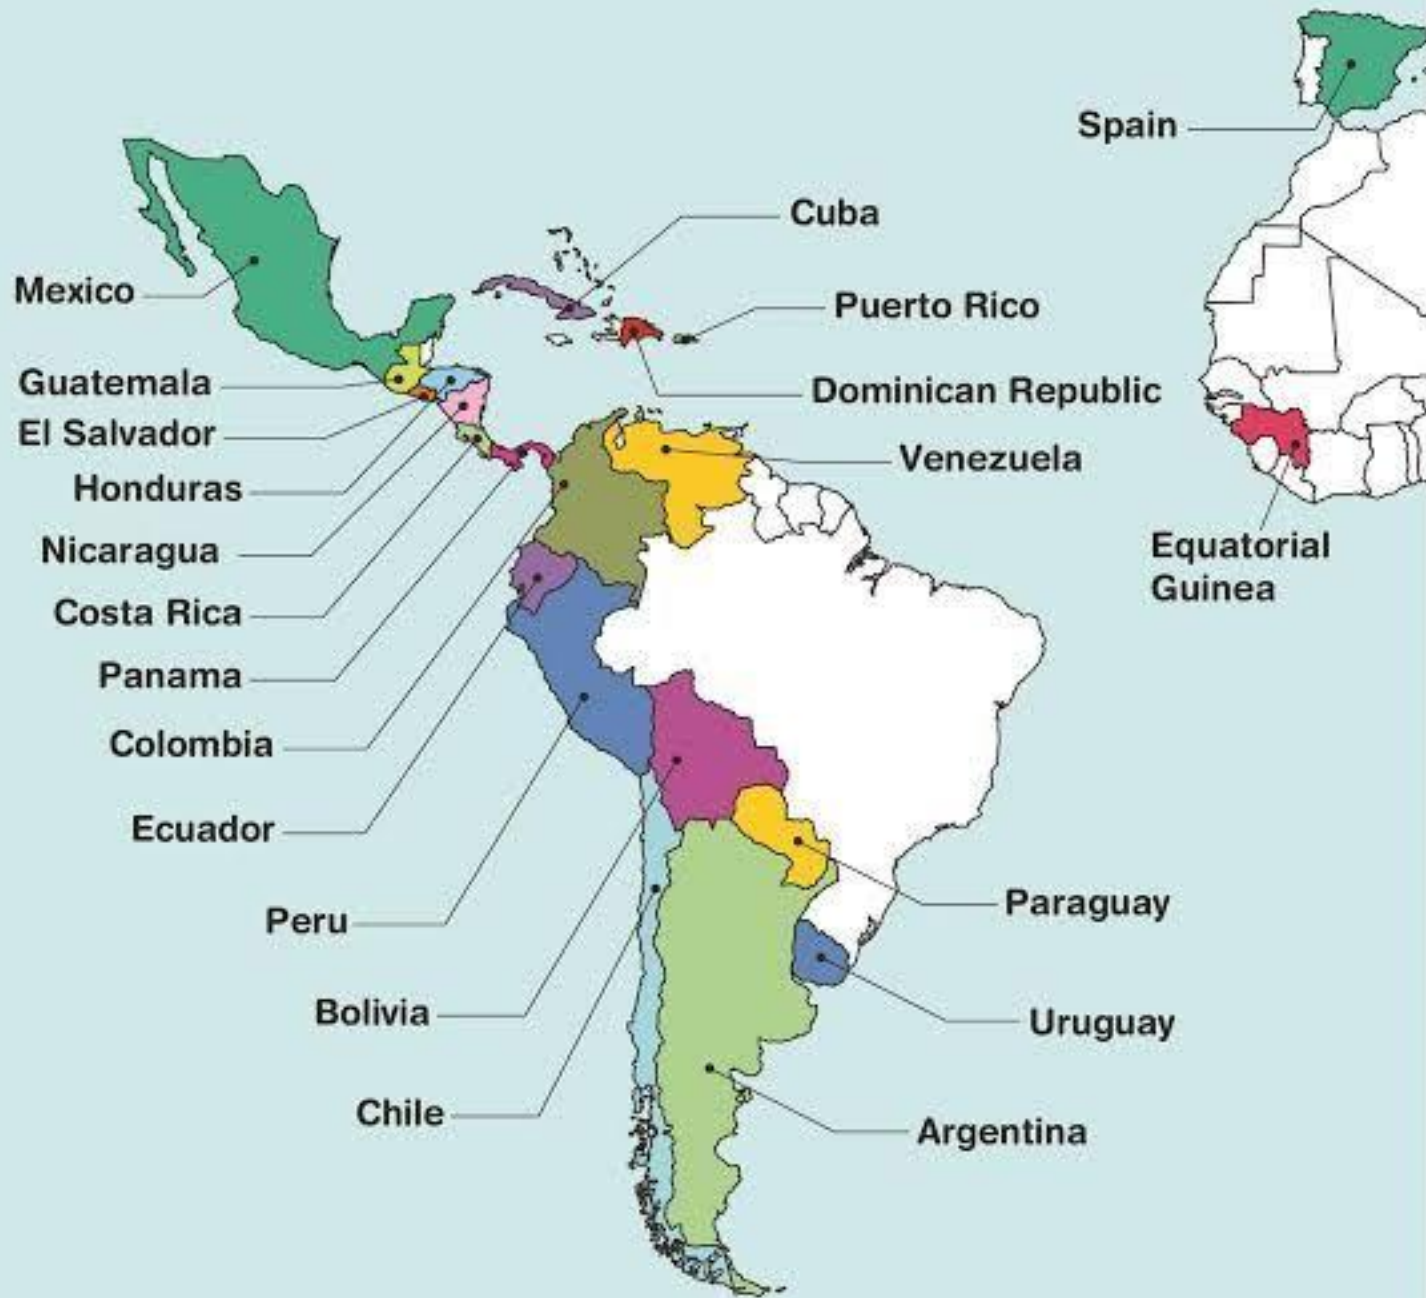 Spain
Cuba
Mexico
Puerto Rico
Guatemala
Dominican Republic
El Salvador
Venezuela
Honduras
Nicaragua
Equatorial
Guinea
Costa Rica
Panama
Colombia
Ecuador
Peru
Paraguay
Bolivia
Uruguay
Chile
Argentina